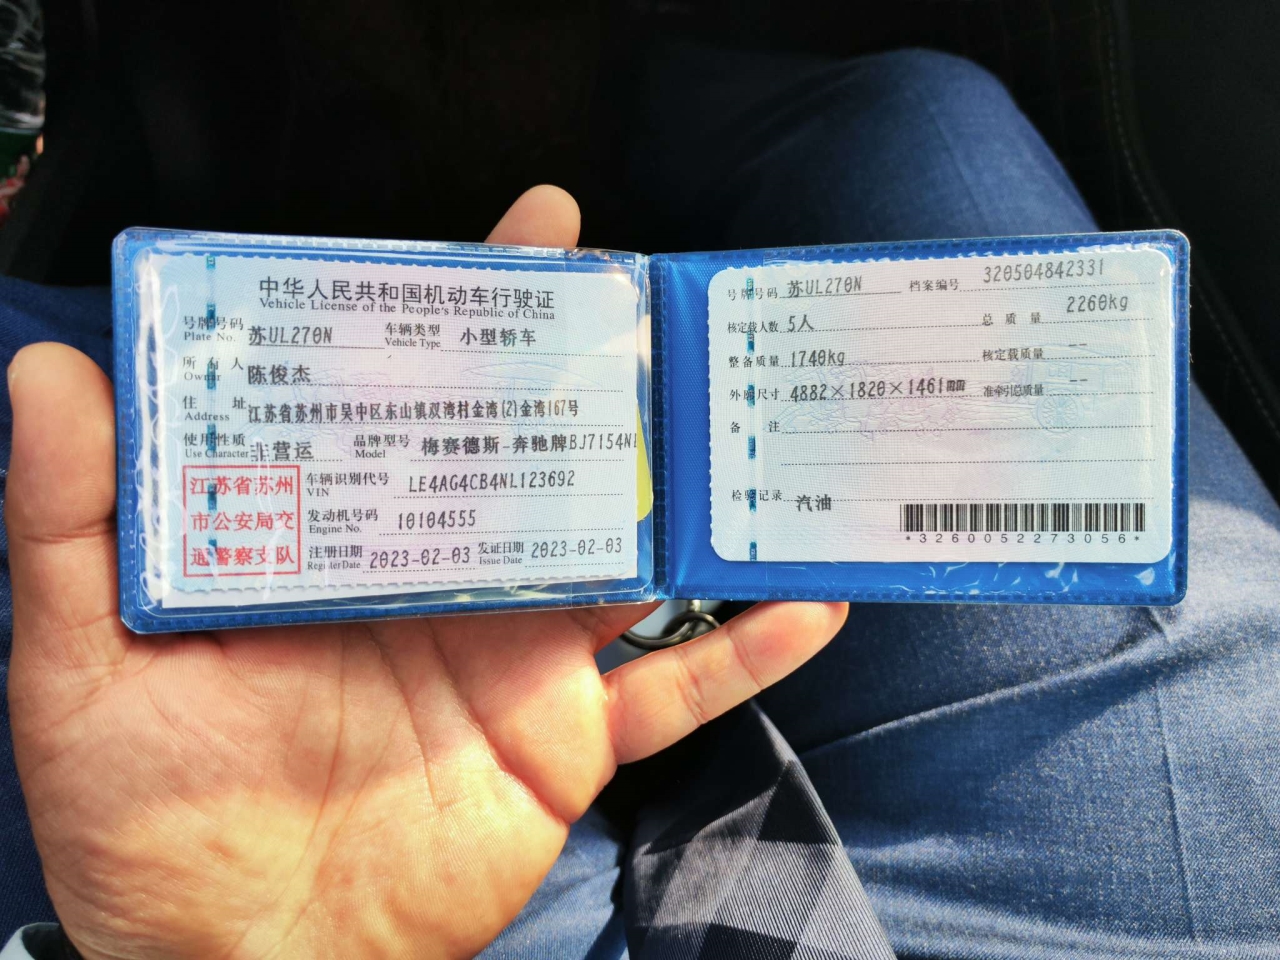 中华人民共和国机动车行驶证
Vehicle License of the People's Republic of China
号牌号码 苏UL270N 车辆类型 小型轿车
Plate No. Vehicle Type
所有人 陈俊杰
Owner
住址 江苏省苏州市吴中区东山镇双湾村金湾(2)金湾167号
Address
使用性质 非营运 品牌型号 梅赛德斯-奔驰牌BJ7154N
Use Character Model
江苏省苏州
市公安局交
通警察支队
车辆识别代号 LE4AG4CB4NL123692
VIN
发动机号码 10104555
Engine No.
注册日期 2023-02-03 发证日期 2023-02-03
Register Date Issue Date
号牌号码 苏UL270N 档案编号 320504842331
核定载人数 5人 总质量 2260kg
整备质量 1740kg 核定载质量 --
外廓尺寸 4882×1820×1461mm 准牵引总质量 --
备注
检验记录 汽油
*3260052273056*